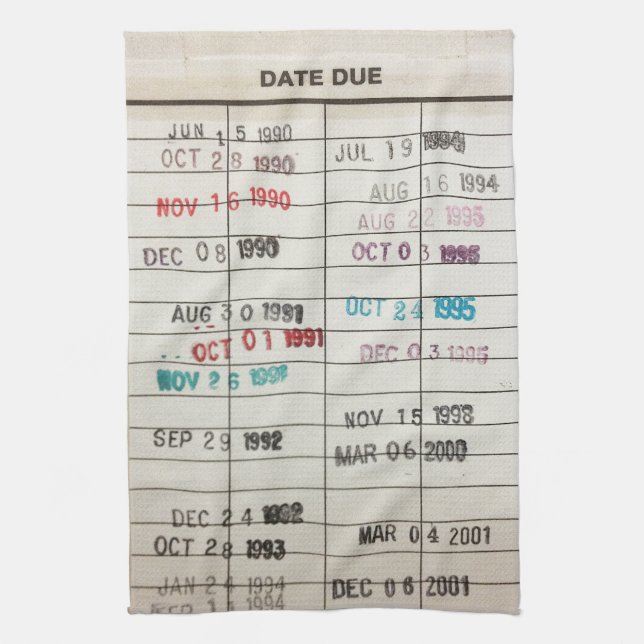 DATE DUE
JUN 15 1990
OCT 28 1990
NOV 16 1990
DEC 08 1990
AUG 30 1991
OCT 01 1991
NOV 26 1991
SEP 29 1992
DEC 24 1992
OCT 28 1993
JAN 24 1994
FEB 14 1994
JUL 19 1994
AUG 16 1994
AUG 22 1995
OCT 03 1995
OCT 24 1995
DEC 03 1995
NOV 15 1998
MAR 06 2000
MAR 04 2001
DEC 06 2001